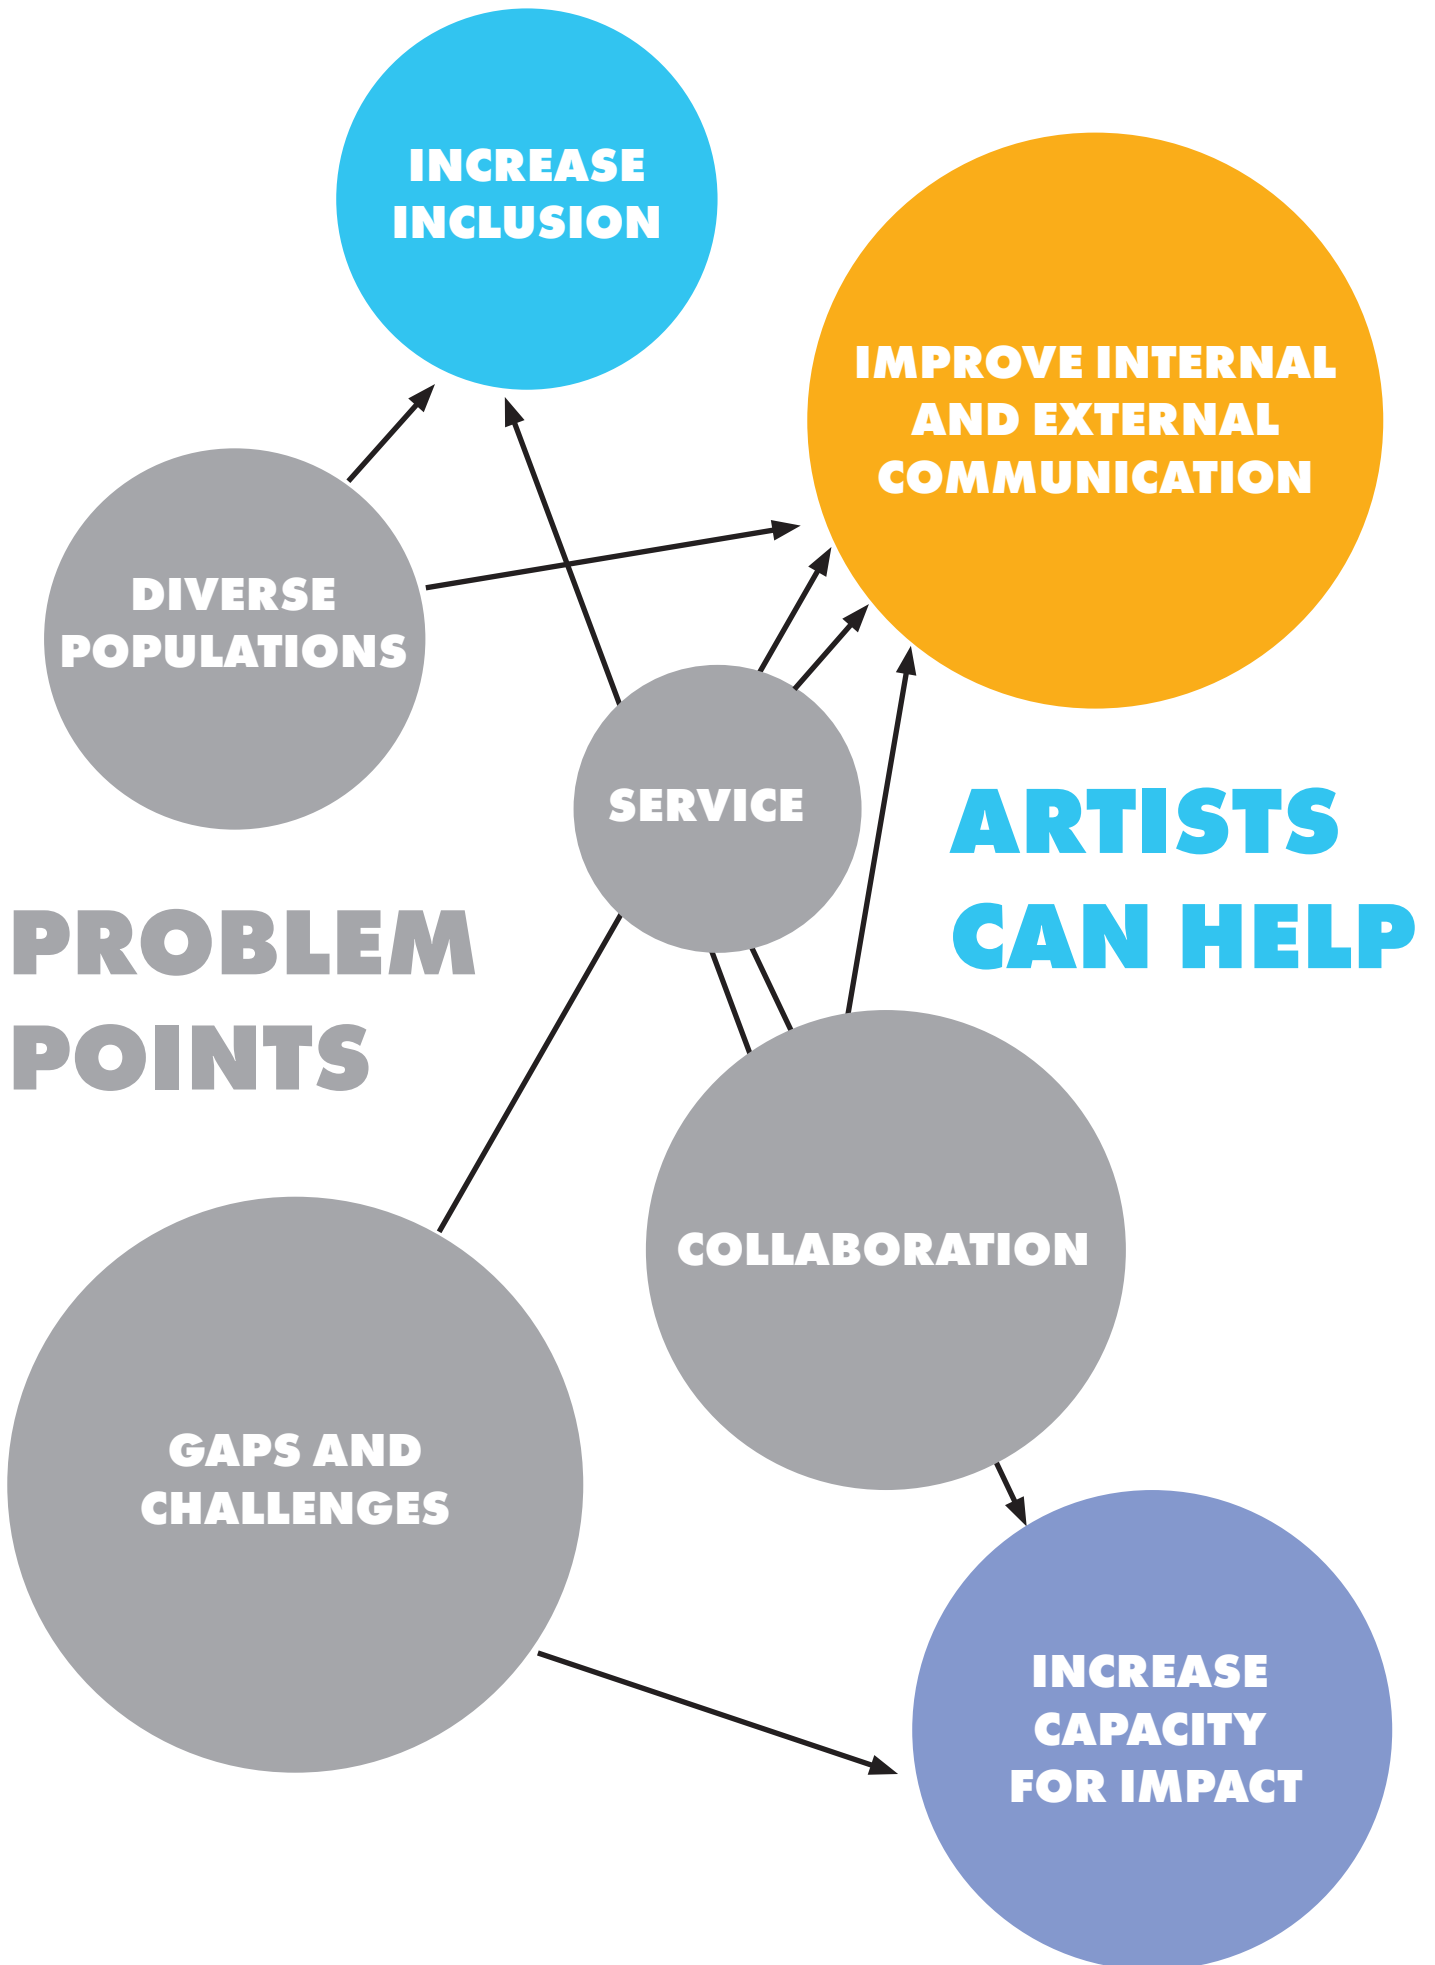 INCREASE
INCLUSION
IMPROVE INTERNAL
AND EXTERNAL
COMMUNICATION
DIVERSE
POPULATIONS
SERVICE
ARTISTS
CAN HELP
PROBLEM
POINTS
COLLABORATION
GAPS AND
CHALLENGES
INCREASE
CAPACITY
FOR IMPACT